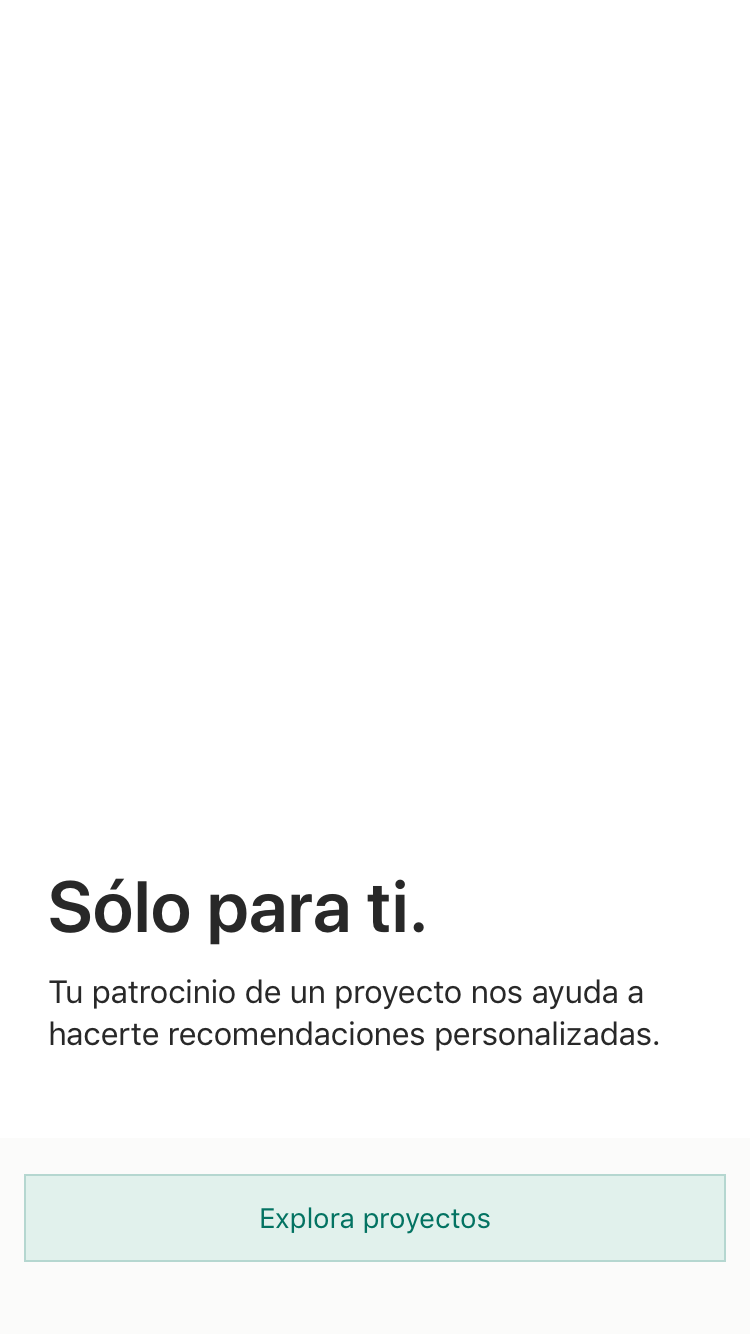 Sólo para ti.
Tu patrocinio de un proyecto nos ayuda a
hacerte recomendaciones personalizadas.
Explora proyectos